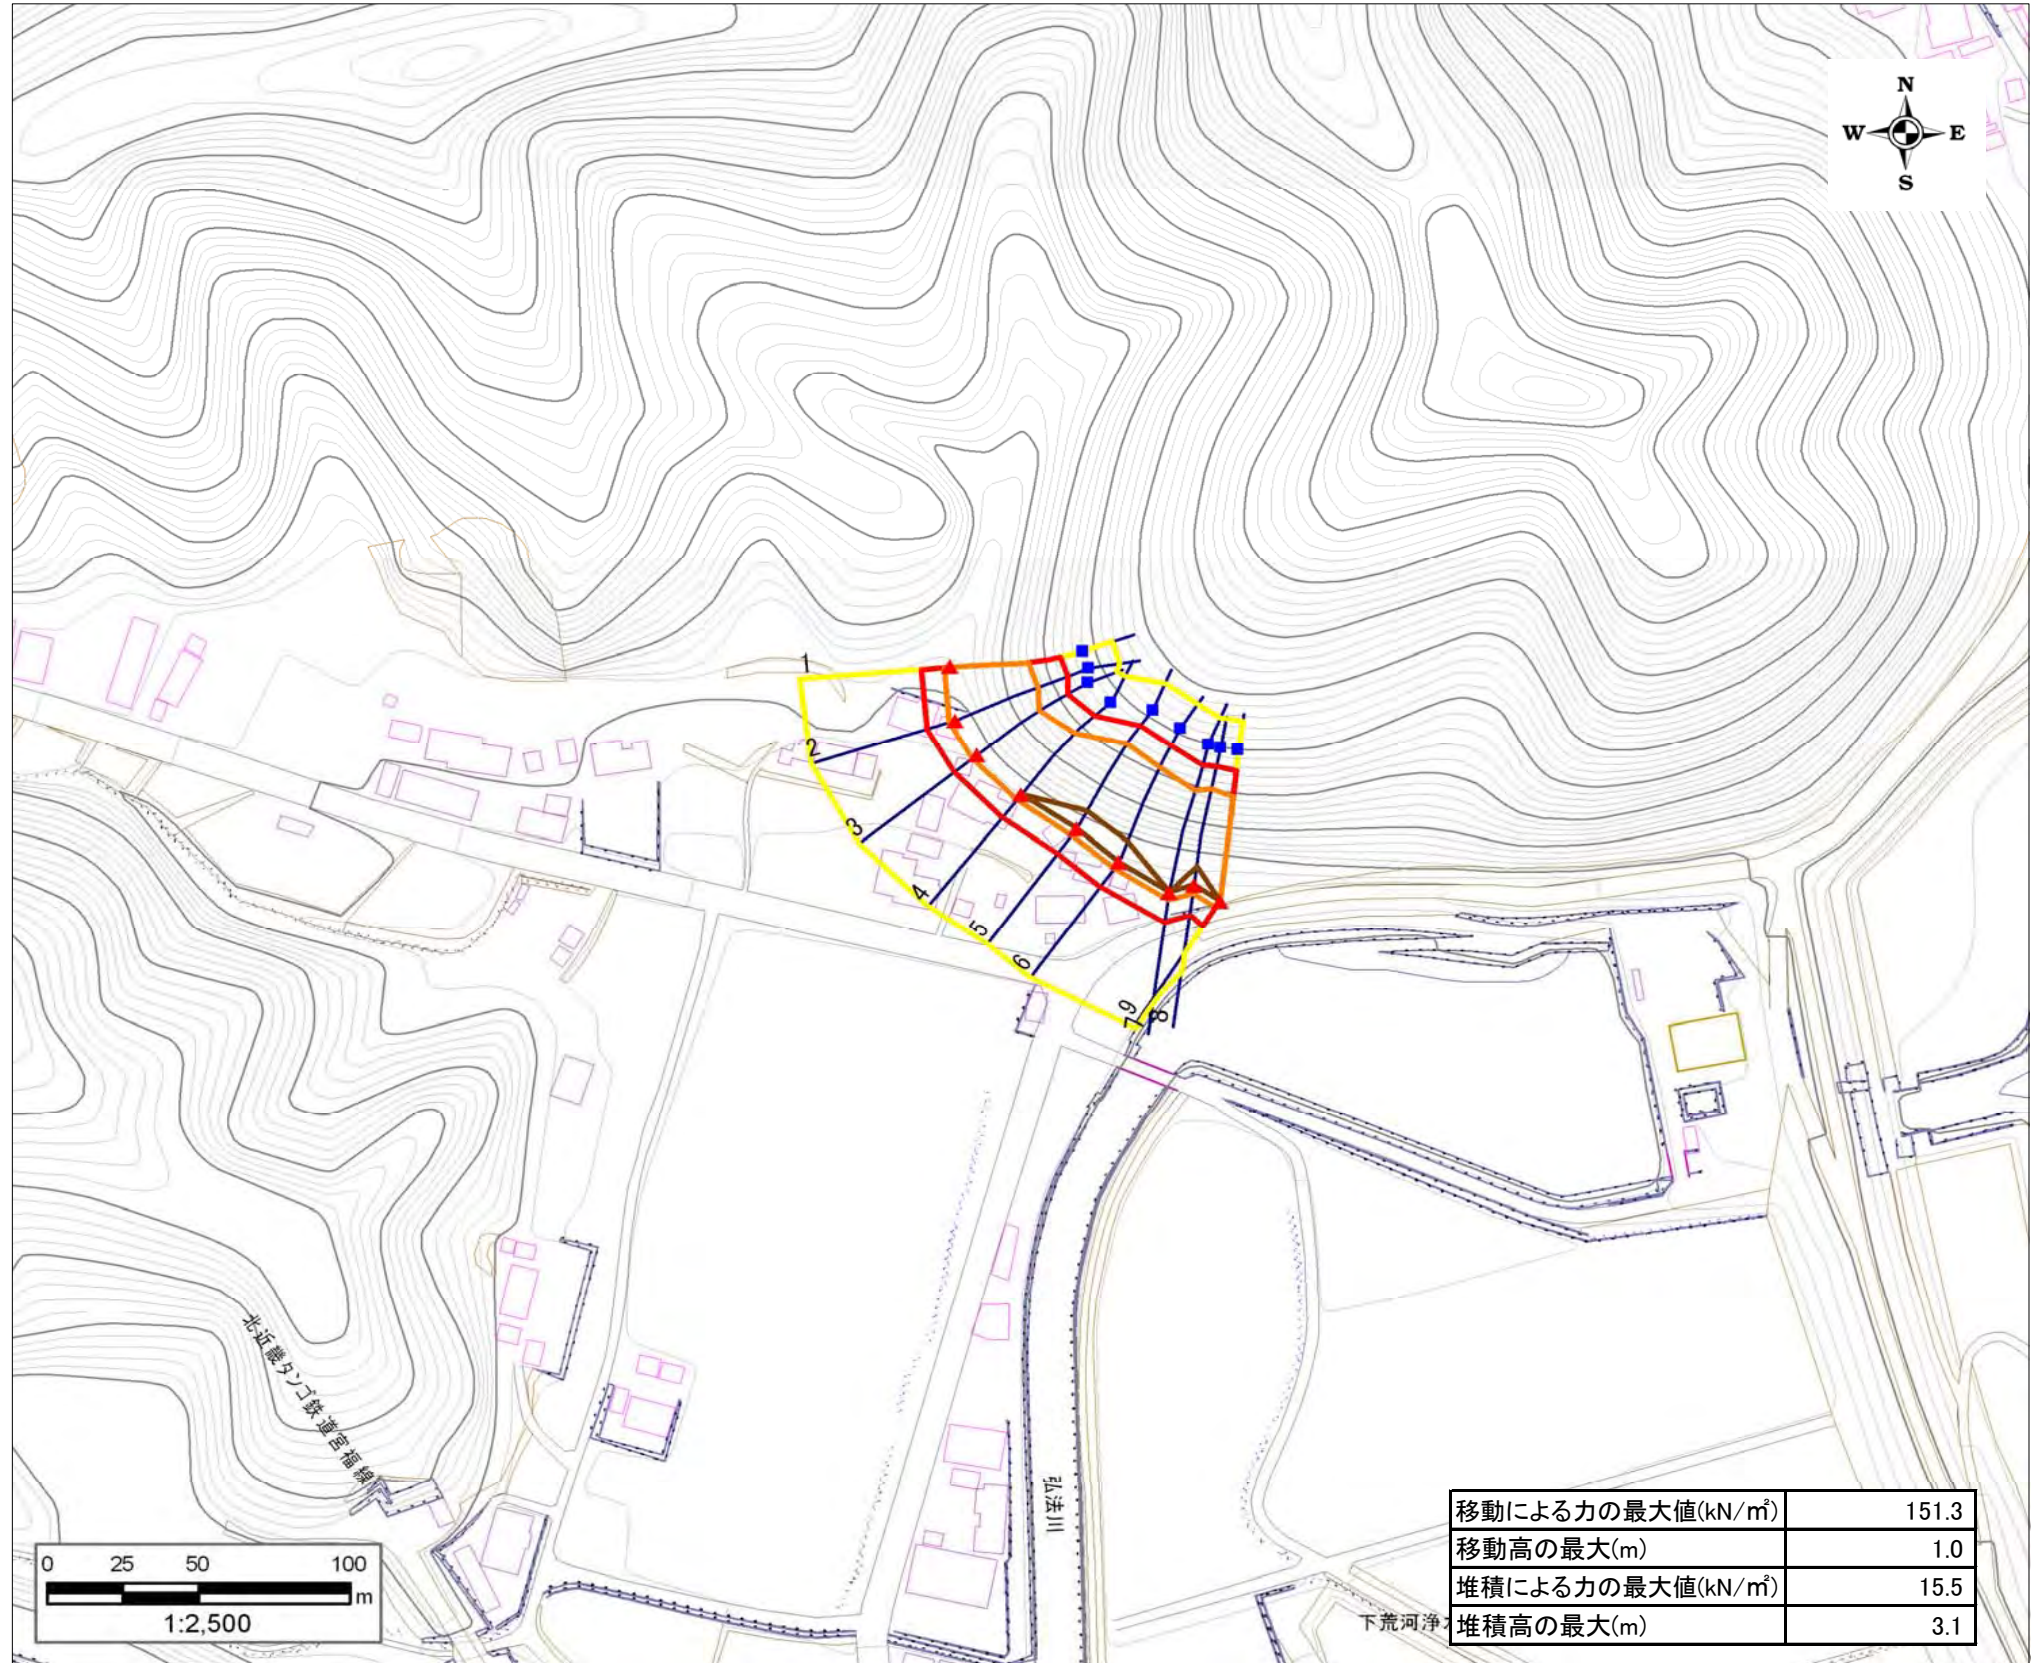 N
W E
S
1
2
3
4
5
6
9
7 8
北近畿タンゴ鉄道宮福線
弘法川
下荒河浄
0 25 50 100
m
1:2,500
移動による力の最大値(kN/㎡) 151.3
移動高の最大(m) 1.0
堆積による力の最大値(kN/㎡) 15.5
堆積高の最大(m) 3.1